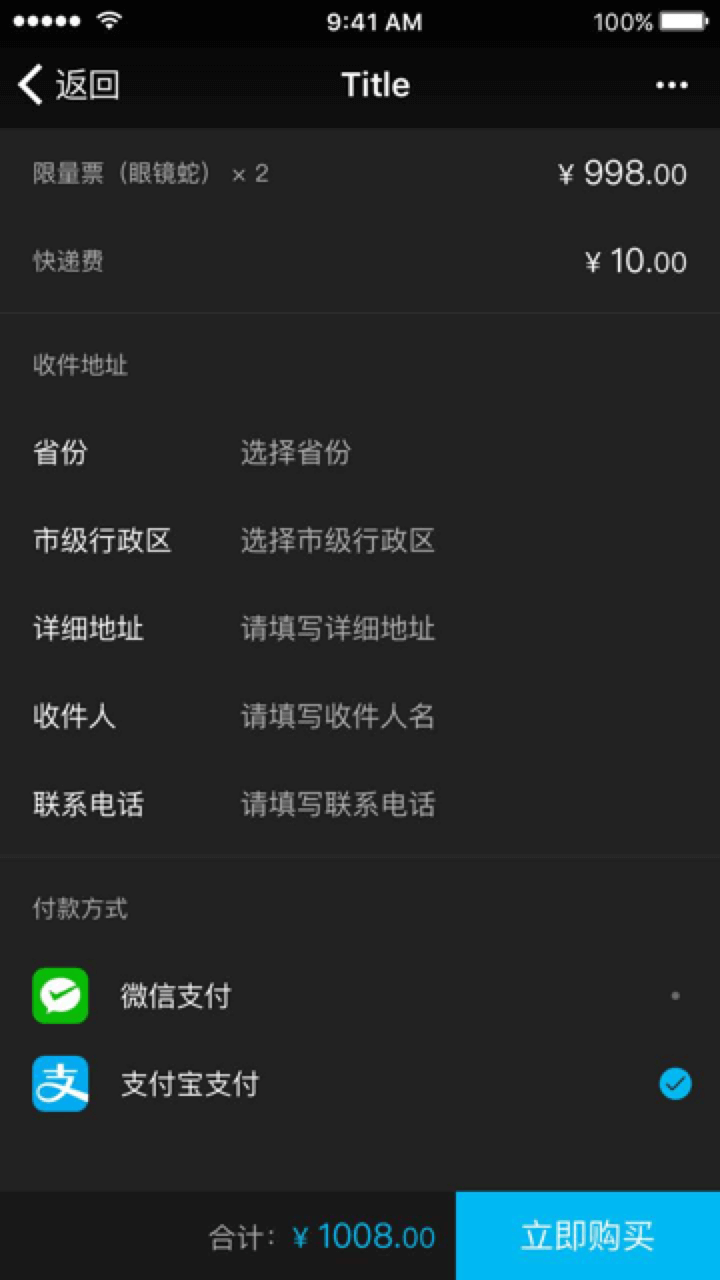 9:41 AM 100%
返回 Title
限量票（眼镜蛇） × 2 ¥ 998.00
快递费 ¥ 10.00
收件地址
省份 选择省份
市级行政区 选择市级行政区
详细地址 请填写详细地址
收件人 请填写收件人名
联系电话 请填写联系电话
付款方式
微信支付
支 支付宝支付
合计：¥ 1008.00 立即购买